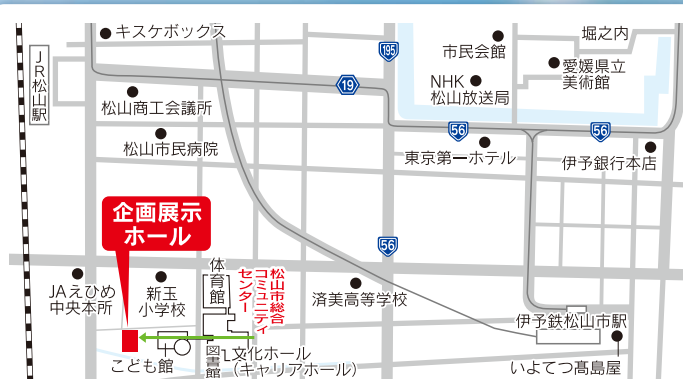 キスケボックス
195
堀之内
市民会館
愛媛県立
美術館
JR松山駅
NHK
松山放送局
19
松山商工会議所
56
56
松山市民病院
東京第一ホテル
伊予銀行本店
企画展示
ホール
56
体育館
松山市総合
コミュニティ
センター
JAえひめ
中央本所
新玉
小学校
済美高等学校
伊予鉄松山市駅
こども館
図書館
文化ホール
(キャリアホール)
いよてつ髙島屋